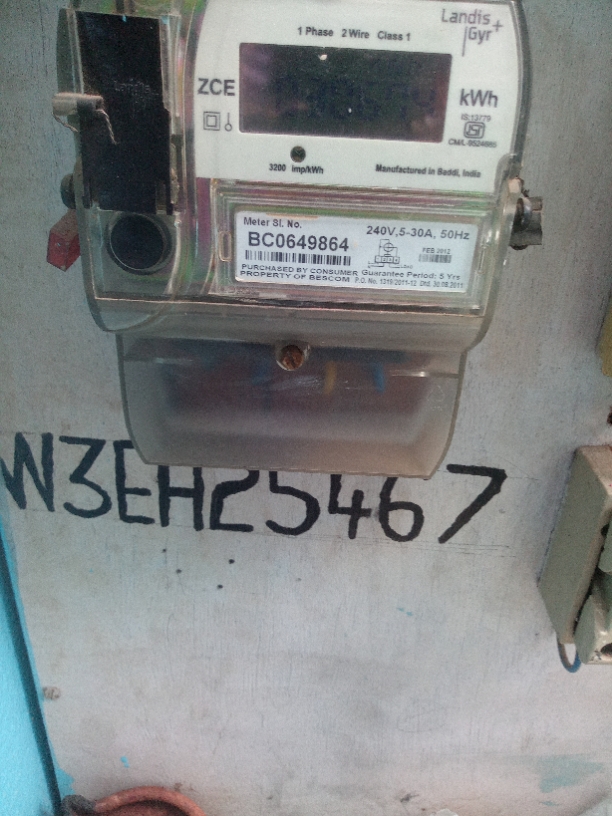 Landis
Gyr+
1 Phase 2 Wire Class 1
ZCE
kWh
IS:13779
3200 imp/kWh
Manufactured in Baddi, India
Meter Sl. No.
240V,5-30A, 50Hz
BC0649864
FEB 2012
PURCHASED BY CONSUMER
Guarantee Period: 5 Yrs
PROPERTY OF BESCOM
W3EH25467